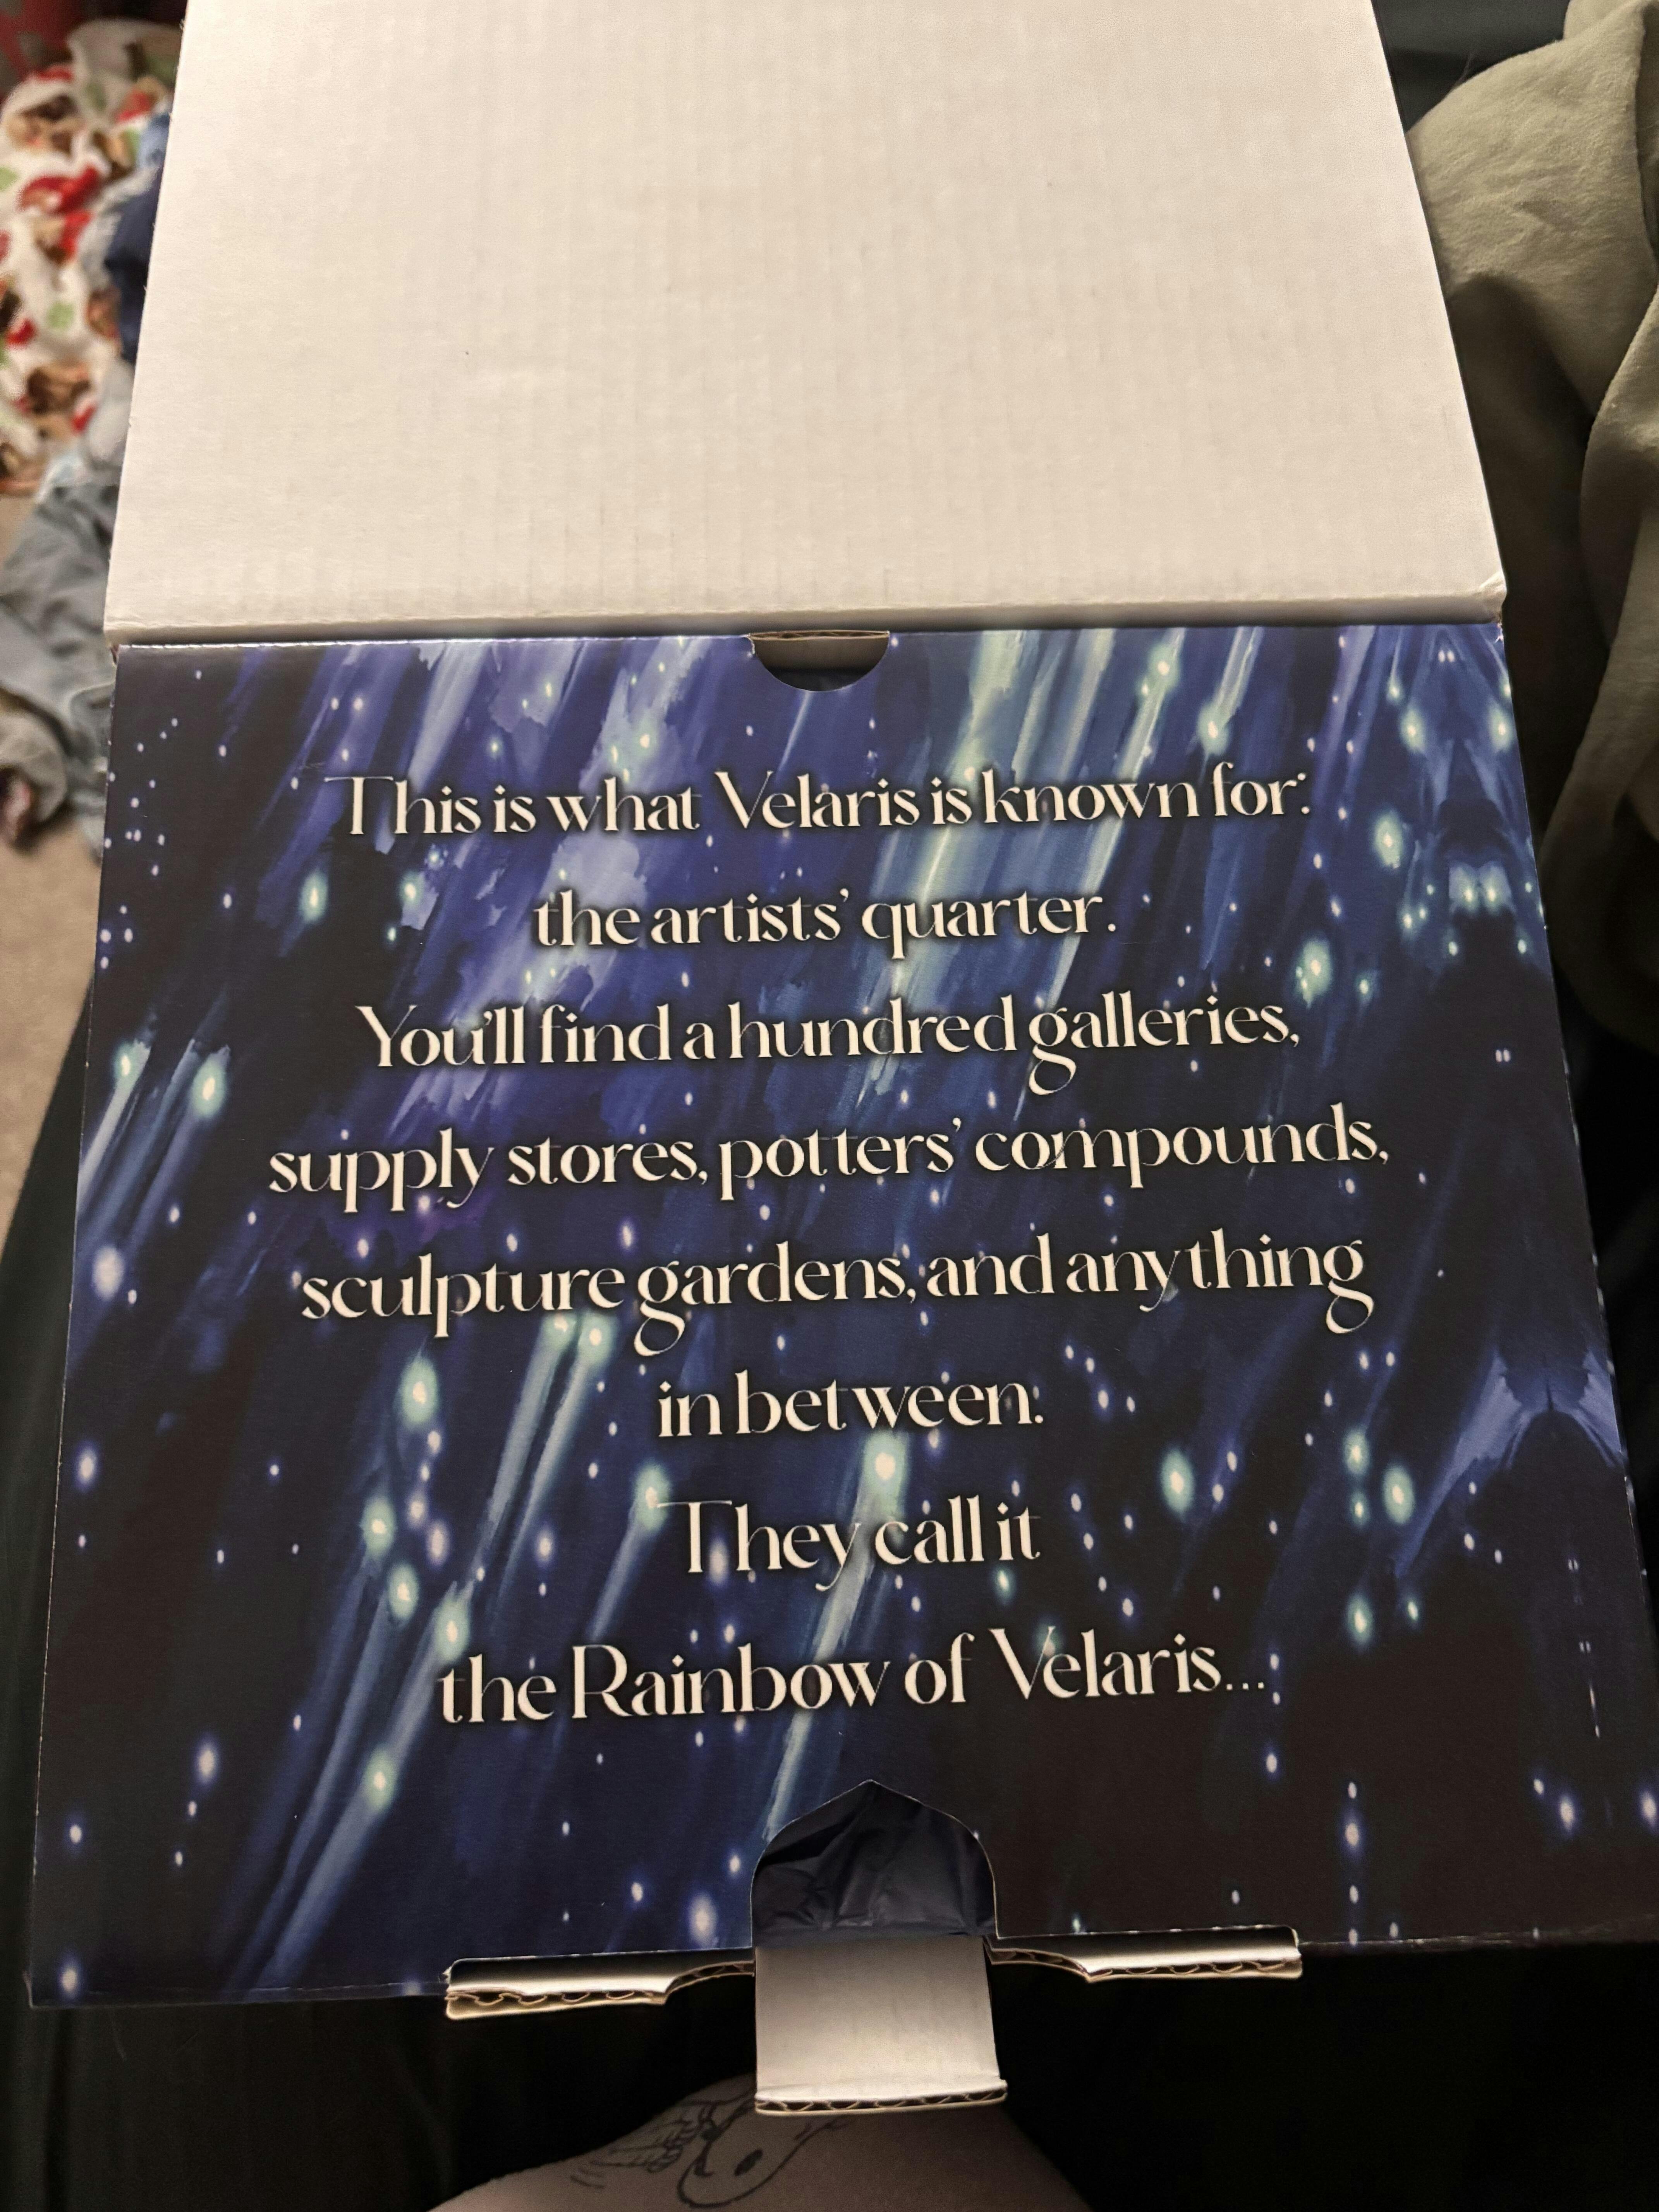 This is what Velaris is known for:
the artists' quarter.
You'll find a hundred galleries,
supply stores, potters' compounds,
sculpture gardens, and anything
in between.
They call it
the Rainbow of Velaris...